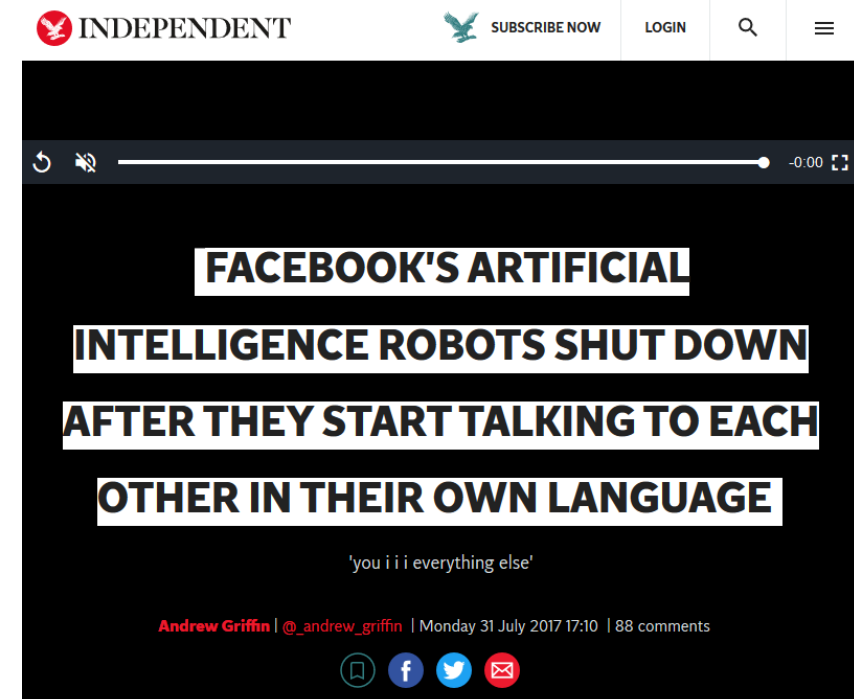 INDEPENDENT
SUBSCRIBE NOW
LOGIN
-0:00
FACEBOOK'S ARTIFICIAL
INTELLIGENCE ROBOTS SHUT DOWN
AFTER THEY START TALKING TO EACH
OTHER IN THEIR OWN LANGUAGE
'you i i i everything else'
Andrew Griffin | @_andrew_griffin | Monday 31 July 2017 17:10 | 88 comments
f